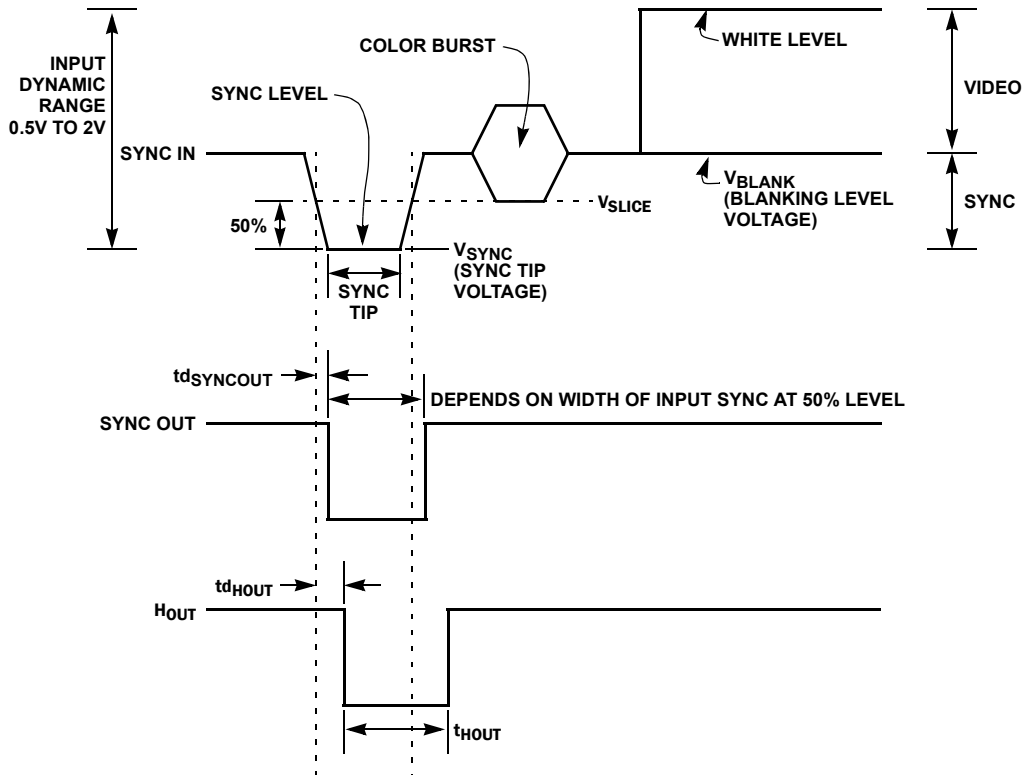 INPUT
DYNAMIC
RANGE
0.5V TO 2V
COLOR BURST
WHITE LEVEL
SYNC LEVEL
VIDEO
SYNC IN
VBLANK
(BLANKING LEVEL
VOLTAGE)
SYNC
VSLICE
50%
VSYNC
(SYNC TIP
VOLTAGE)
SYNC
TIP
tdSYNCOUT
DEPENDS ON WIDTH OF INPUT SYNC AT 50% LEVEL
SYNC OUT
tdHOUT
HOUT
tHOUT